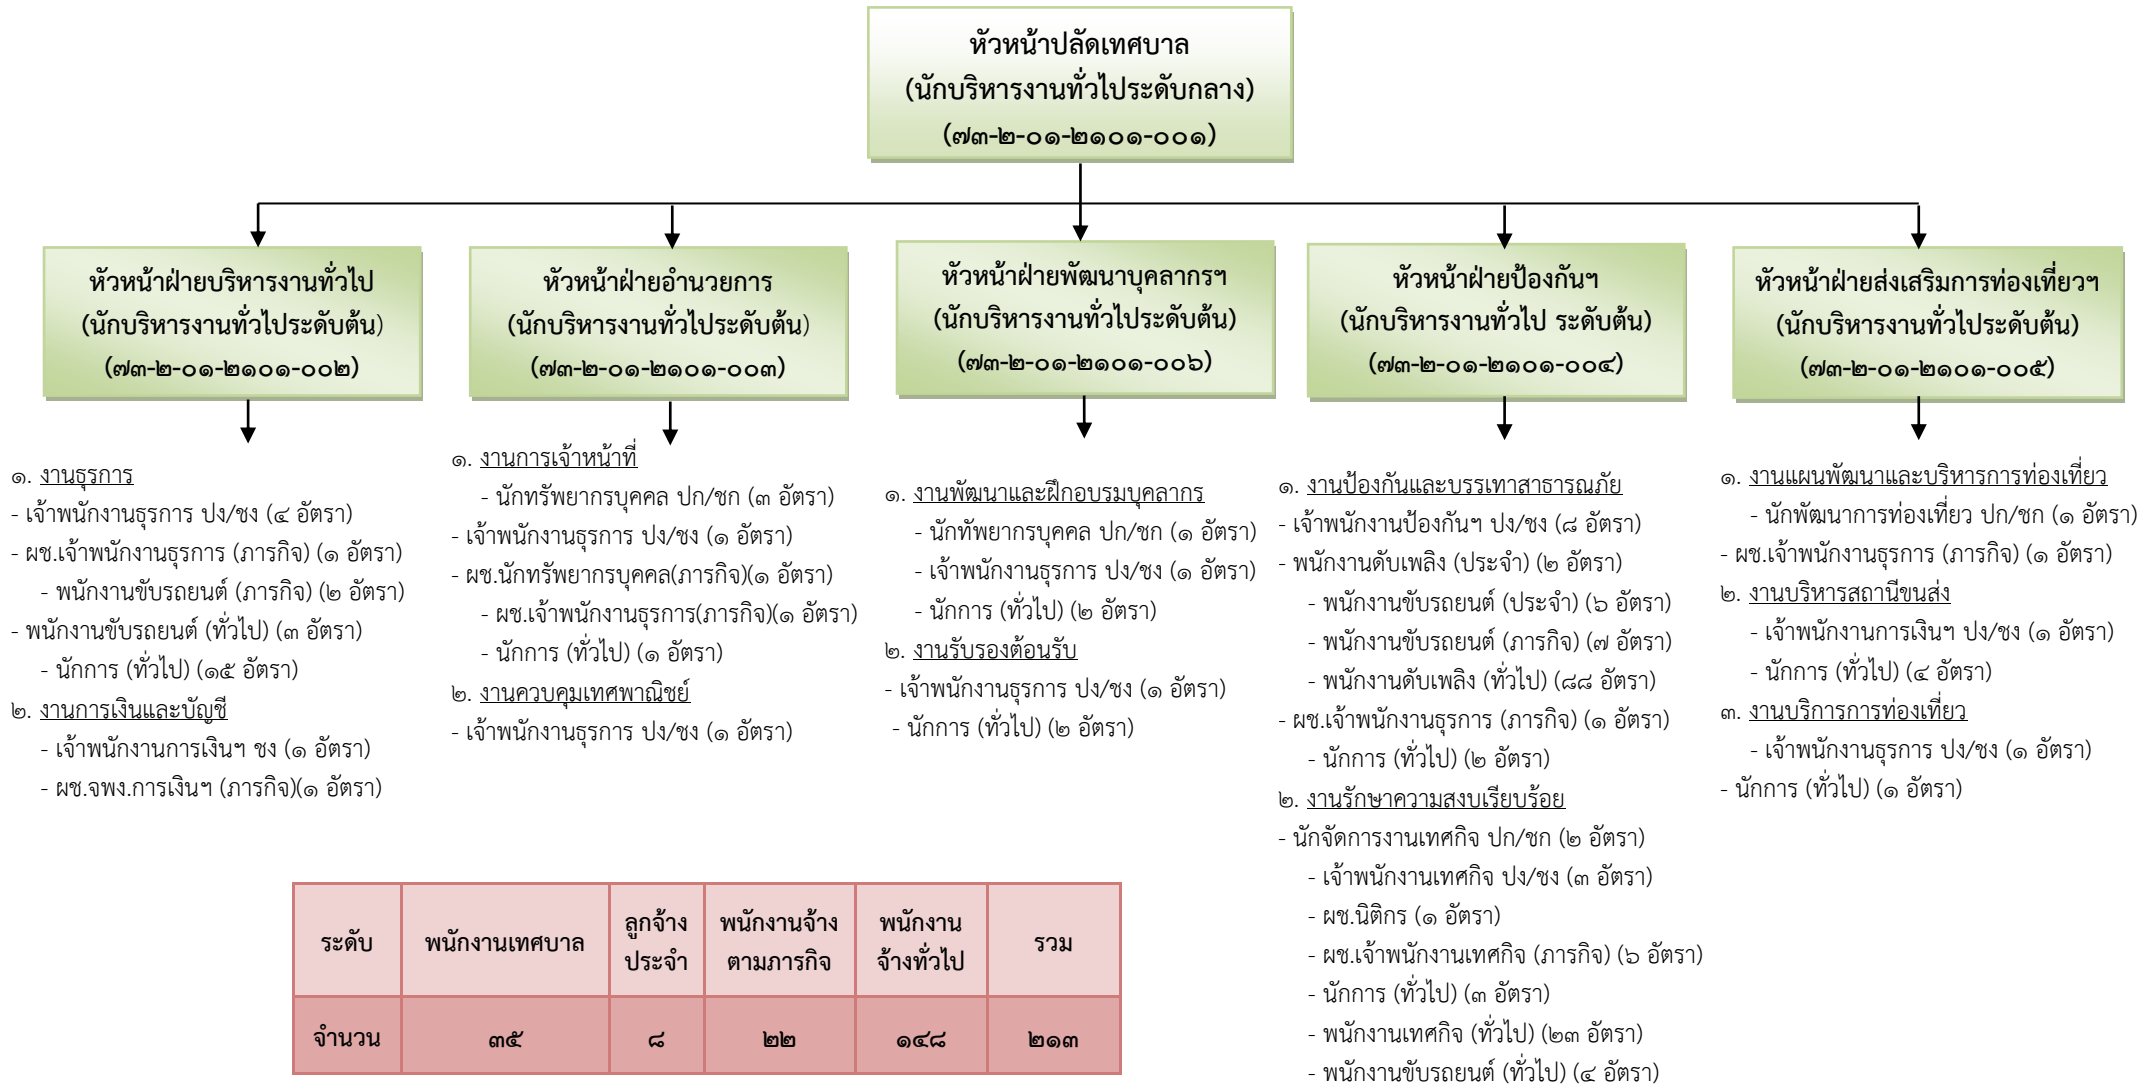 หัวหน้าปลัดเทศบาล
(นักบริหารงานทั่วไประดับกลาง)
(๗๓-๒-๐๑-๒๑๐๑-๐๐๑)
หัวหน้าฝ่ายบริหารงานทั่วไป
(นักบริหารงานทั่วไประดับต้น)
(๗๓-๒-๐๑-๒๑๐๑-๐๐๒)
หัวหน้าฝ่ายอำนวยการ
(นักบริหารงานทั่วไประดับต้น)
(๗๓-๒-๐๑-๒๑๐๑-๐๐๓)
หัวหน้าฝ่ายพัฒนาบุคลากรฯ
(นักบริหารงานทั่วไประดับต้น)
(๗๓-๒-๐๑-๒๑๐๑-๐๐๖)
หัวหน้าฝ่ายป้องกันฯ
(นักบริหารงานทั่วไป ระดับต้น)
(๗๓-๒-๐๑-๒๑๐๑-๐๐๔)
หัวหน้าฝ่ายส่งเสริมการท่องเที่ยวฯ
(นักบริหารงานทั่วไประดับต้น)
(๗๓-๒-๐๑-๒๑๐๑-๐๐๕)
๑. งานธุรการ
- เจ้าพนักงานธุรการ ปง/ชง (๔ อัตรา)
- ผช.เจ้าพนักงานธุรการ (ภารกิจ) (๑ อัตรา)
- พนักงานขับรถยนต์ (ภารกิจ) (๒ อัตรา)
- พนักงานขับรถยนต์ (ทั่วไป) (๓ อัตรา)
- นักการ (ทั่วไป) (๑๕ อัตรา)
๒. งานการเงินและบัญชี
- เจ้าพนักงานการเงินฯ ชง (๑ อัตรา)
- ผช.จพง.การเงินฯ (ภารกิจ)(๑ อัตรา)
๑. งานการเจ้าหน้าที่
- นักทรัพยากรบุคคล ปก/ชก (๓ อัตรา)
- เจ้าพนักงานธุรการ ปง/ชง (๑ อัตรา)
- ผช.นักทรัพยากรบุคคล(ภารกิจ)(๑ อัตรา)
- ผช.เจ้าพนักงานธุรการ(ภารกิจ)(๑ อัตรา)
- นักการ (ทั่วไป) (๑ อัตรา)
๒. งานควบคุมเทศพาณิชย์
- เจ้าพนักงานธุรการ ปง/ชง (๑ อัตรา)
๑. งานพัฒนาและฝึกอบรมบุคลากร
- นักทัพยากรบุคคล ปก/ชก (๑ อัตรา)
- เจ้าพนักงานธุรการ ปง/ชง (๑ อัตรา)
- นักการ (ทั่วไป) (๒ อัตรา)
๒. งานรับรองต้อนรับ
- เจ้าพนักงานธุรการ ปง/ชง (๑ อัตรา)
- นักการ (ทั่วไป) (๒ อัตรา)
๑. งานป้องกันและบรรเทาสาธารณภัย
- เจ้าพนักงานป้องกันฯ ปง/ชง (๘ อัตรา)
- พนักงานดับเพลิง (ประจำ) (๒ อัตรา)
- พนักงานขับรถยนต์ (ประจำ) (๖ อัตรา)
- พนักงานขับรถยนต์ (ภารกิจ) (๗ อัตรา)
- พนักงานดับเพลิง (ทั่วไป) (๘๘ อัตรา)
- ผช.เจ้าพนักงานธุรการ (ภารกิจ) (๑ อัตรา)
- นักการ (ทั่วไป) (๒ อัตรา)
๒. งานรักษาความสงบเรียบร้อย
- นักจัดการงานเทศกิจ ปก/ชก (๒ อัตรา)
- เจ้าพนักงานเทศกิจ ปง/ชง (๓ อัตรา)
- ผช.นิติกร (๑ อัตรา)
- ผช.เจ้าพนักงานเทศกิจ (ภารกิจ) (๖ อัตรา)
- นักการ (ทั่วไป) (๓ อัตรา)
- พนักงานเทศกิจ (ทั่วไป) (๒๓ อัตรา)
- พนักงานขับรถยนต์ (ทั่วไป) (๔ อัตรา)
๑. งานแผนพัฒนาและบริหารการท่องเที่ยว
- นักพัฒนาการท่องเที่ยว ปก/ชก (๑ อัตรา)
- ผช.เจ้าพนักงานธุรการ (ภารกิจ) (๑ อัตรา)
๒. งานบริหารสถานีขนส่ง
- เจ้าพนักงานการเงินฯ ปง/ชง (๑ อัตรา)
- นักการ (ทั่วไป) (๔ อัตรา)
๓. งานบริการการท่องเที่ยว
- เจ้าพนักงานธุรการ ปง/ชง (๑ อัตรา)
- นักการ (ทั่วไป) (๑ อัตรา)
ระดับ พนักงานเทศบาล ลูกจ้าง พนักงานจ้าง พนักงาน รวม
ประจำ ตามภารกิจ จ้างทั่วไป
จำนวน ๓๕ ๘ ๒๒ ๑๔๘ ๒๑๓